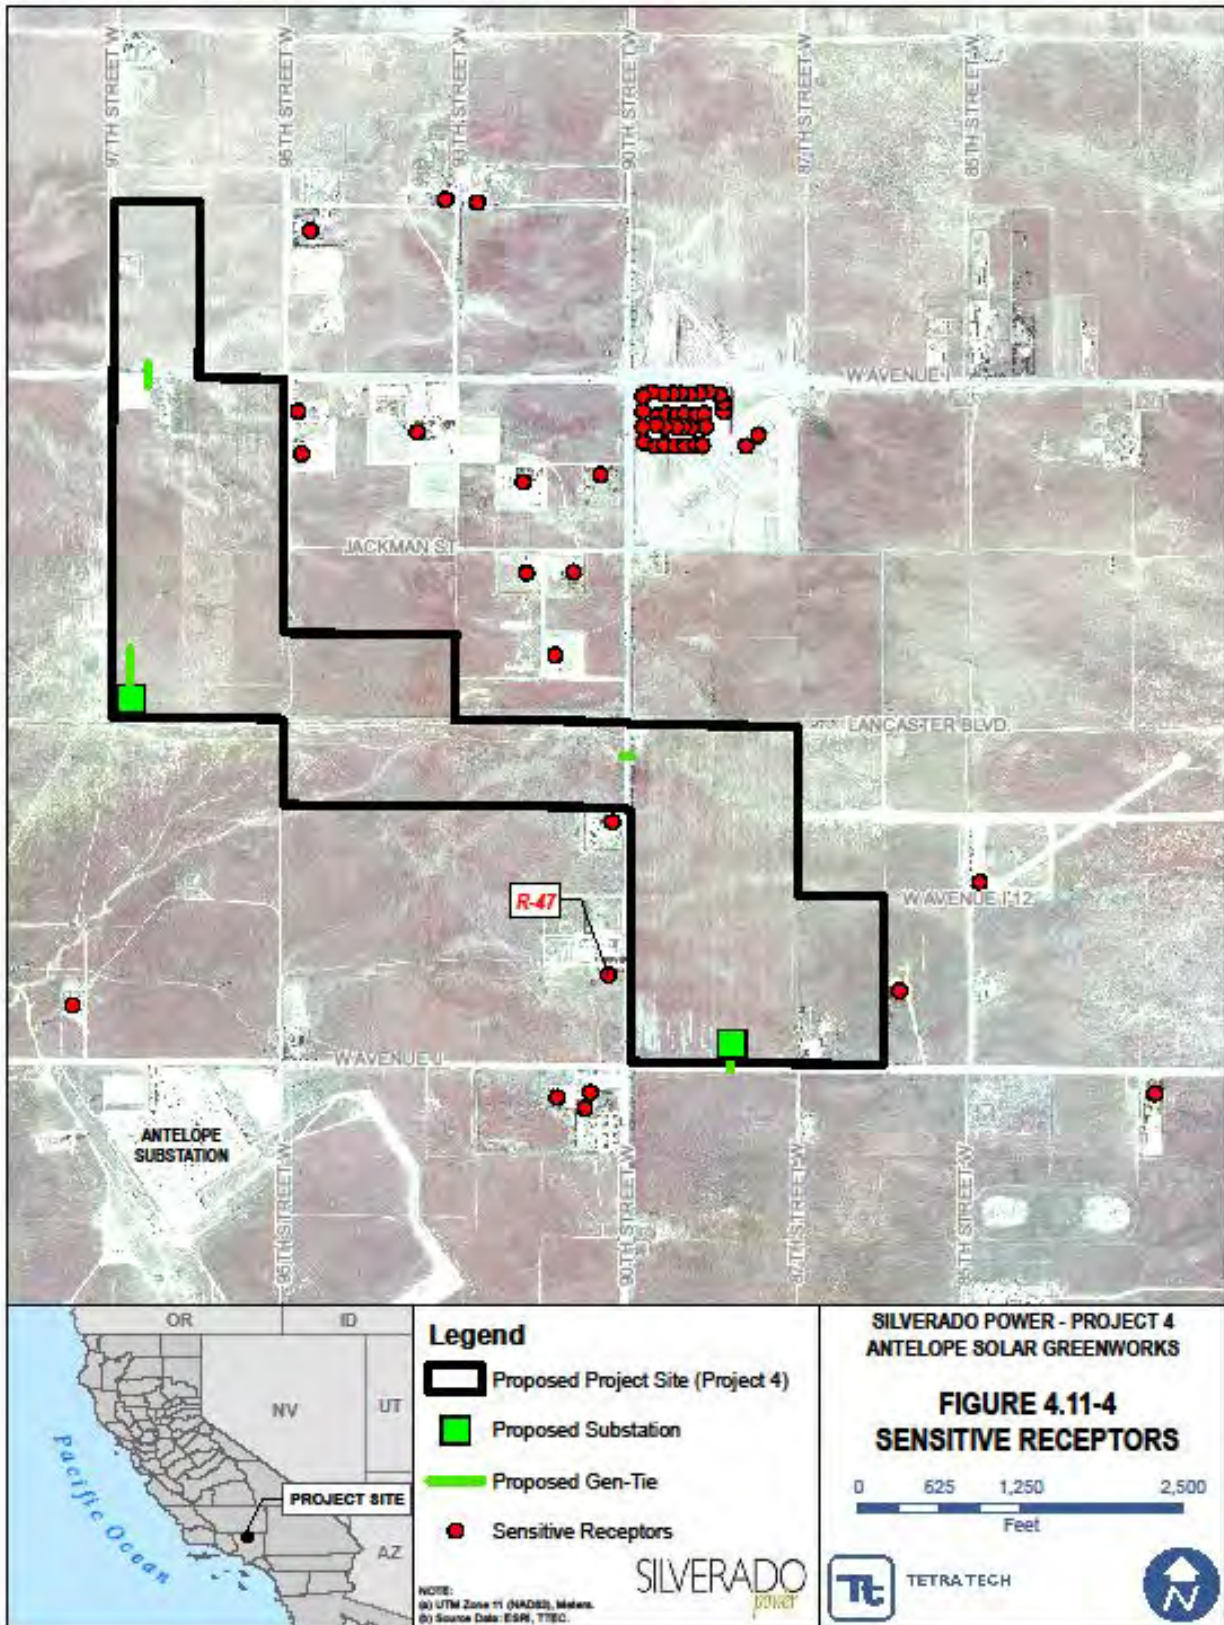 97TH STREET W
95TH STREET W
93TH STREET W
90TH STREET W
87TH STREET W
85TH STREET W
W AVENUE I
JACKMAN ST
LANCASTER BLVD.
R-47
W AVENUE I'12
W AVENUE J
ANTELOPE
SUBSTATION
95TH STREET W
90TH STREET W
87TH STREET W
85TH STREET W
OR
ID
NV
UT
AZ
Pacific Ocean
PROJECT SITE
Legend
Proposed Project Site (Project 4)
Proposed Substation
Proposed Gen-Tie
Sensitive Receptors
NOTE:
(a) UTM Zone 11 (NAD83), Meters.
(b) Source Data: ESRI, TTEC.
SILVERADO
power
SILVERADO POWER - PROJECT 4
ANTELOPE SOLAR GREENWORKS
FIGURE 4.11-4
SENSITIVE RECEPTORS
0 625 1,250 2,500
Feet
Tt
TETRA TECH
N